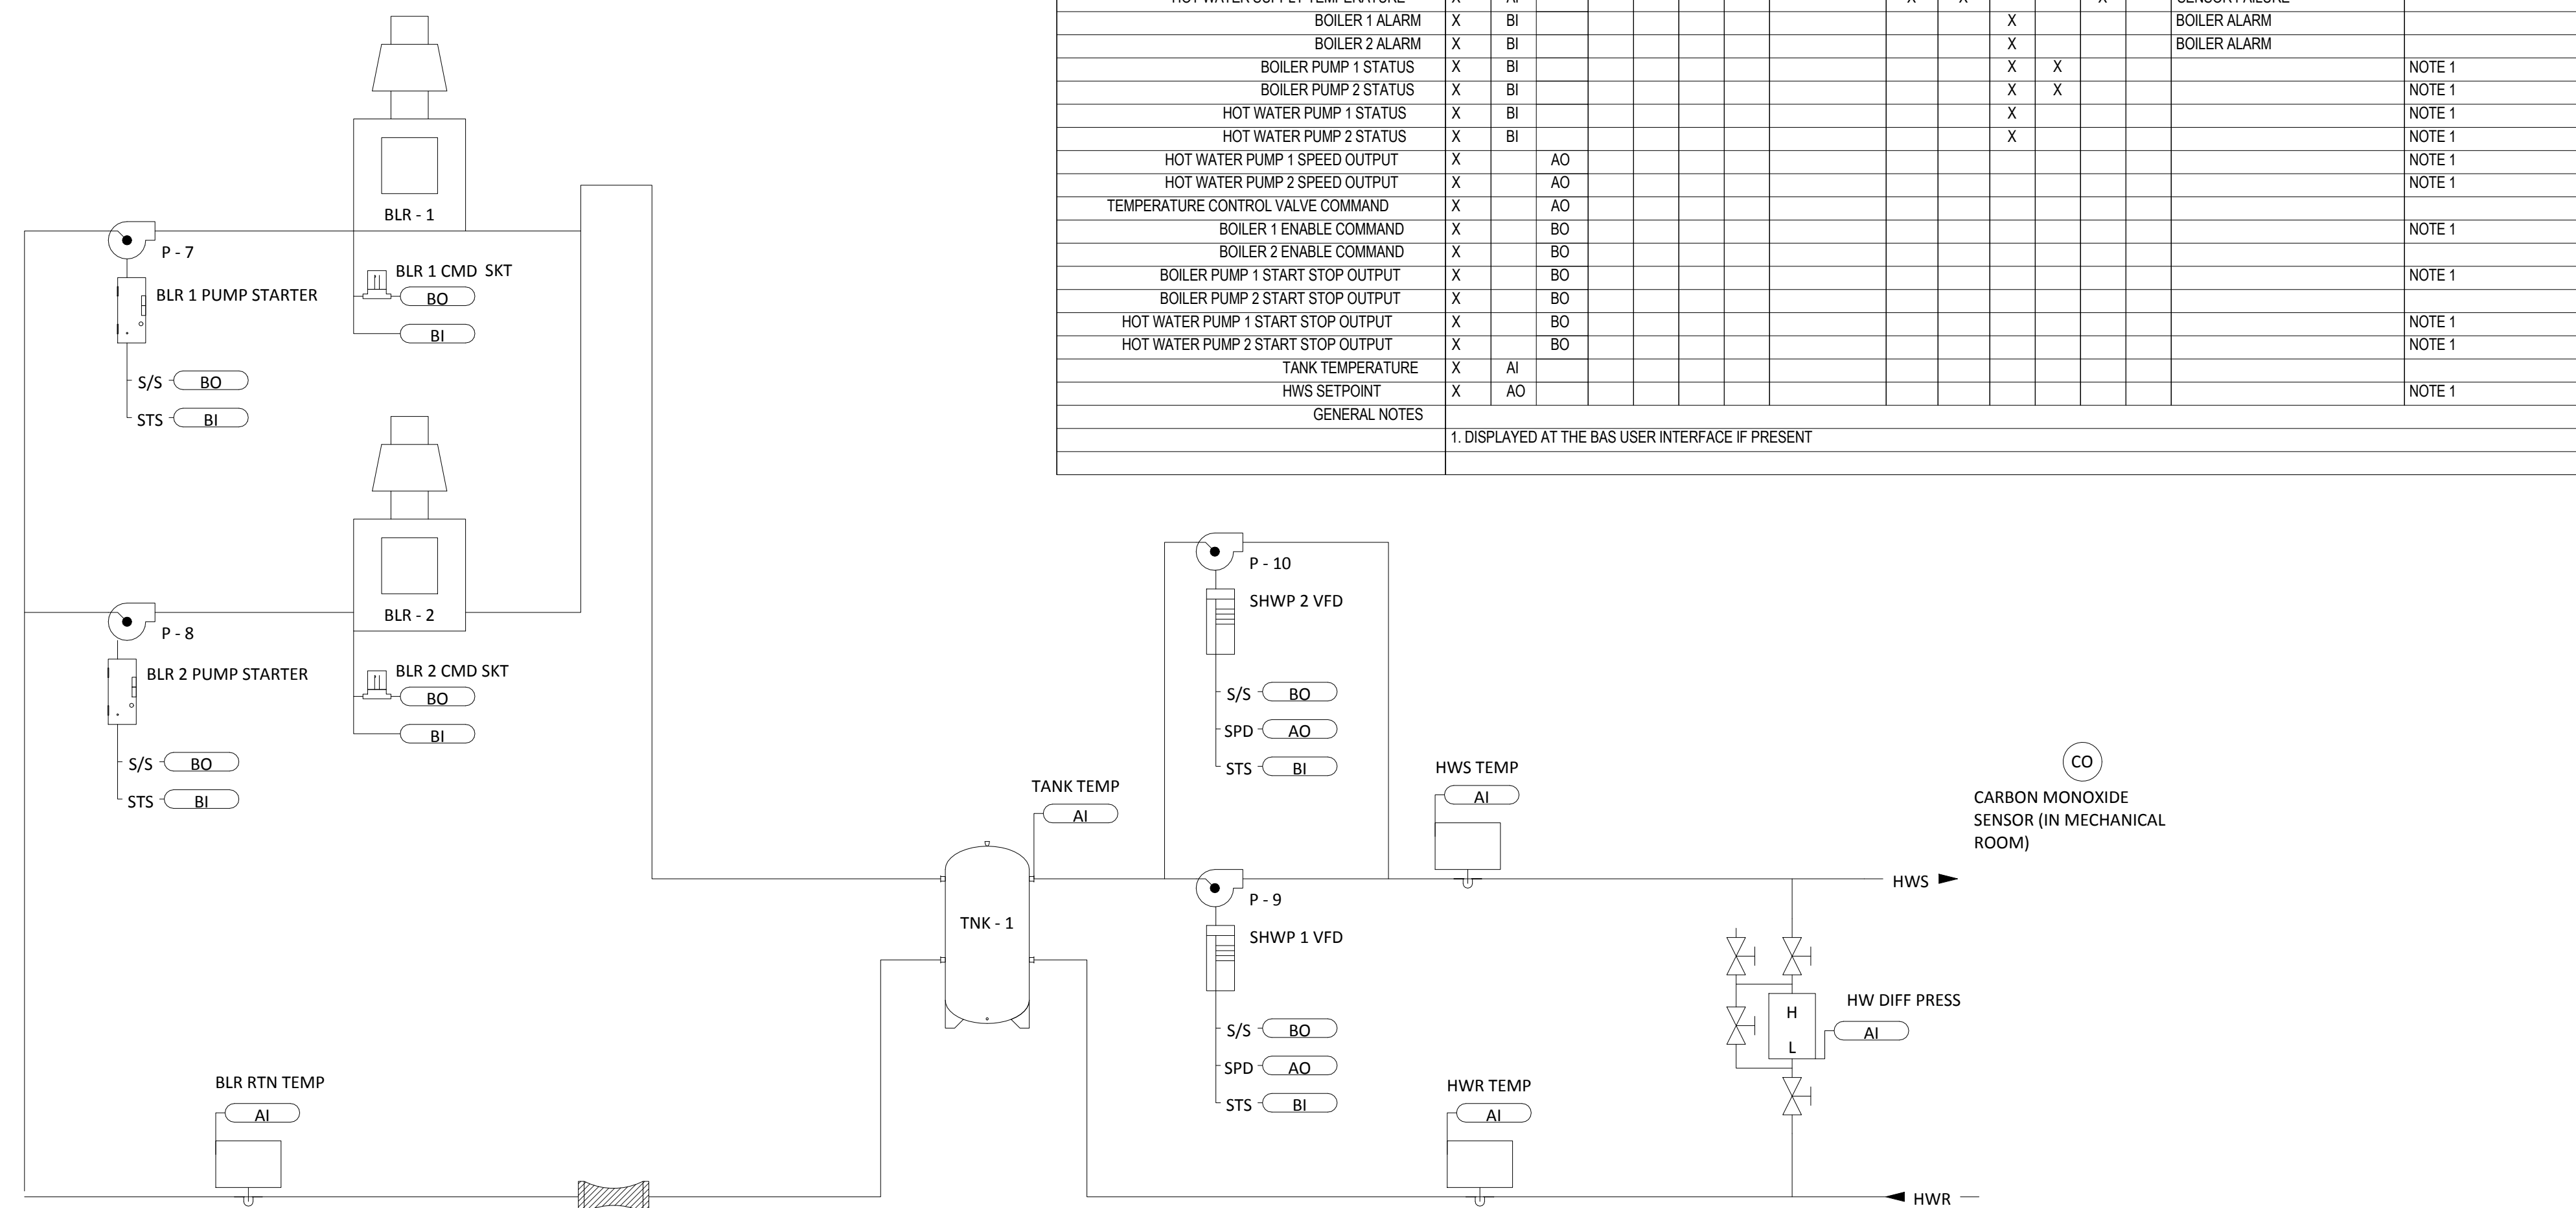 HOT WATER SUPPLY TEMPERATURE X AI X X X SENSOR FAILURE
BOILER 1 ALARM X BI X BOILER ALARM
BOILER 2 ALARM X BI X BOILER ALARM
BOILER PUMP 1 STATUS X BI X X NOTE 1
BOILER PUMP 2 STATUS X BI X X NOTE 1
HOT WATER PUMP 1 STATUS X BI X NOTE 1
HOT WATER PUMP 2 STATUS X BI X NOTE 1
HOT WATER PUMP 1 SPEED OUTPUT X AO NOTE 1
HOT WATER PUMP 2 SPEED OUTPUT X AO NOTE 1
TEMPERATURE CONTROL VALVE COMMAND X AO
BOILER 1 ENABLE COMMAND X BO NOTE 1
BOILER 2 ENABLE COMMAND X BO
BOILER PUMP 1 START STOP OUTPUT X BO NOTE 1
BOILER PUMP 2 START STOP OUTPUT X BO
HOT WATER PUMP 1 START STOP OUTPUT X BO NOTE 1
HOT WATER PUMP 2 START STOP OUTPUT X BO NOTE 1
TANK TEMPERATURE X AI
HWS SETPOINT X AO NOTE 1
GENERAL NOTES
1. DISPLAYED AT THE BAS USER INTERFACE IF PRESENT
BLR - 1
P - 7
BLR 1 CMD SKT
BO
BI
BLR 1 PUMP STARTER
S/S BO
STS BI
BLR - 2
P - 8
BLR 2 CMD SKT
BO
BI
BLR 2 PUMP STARTER
S/S BO
STS BI
P - 10
SHWP 2 VFD
S/S BO
SPD AO
STS BI
TANK TEMP
AI
HWS TEMP
AI
CO
CARBON MONOXIDE
SENSOR (IN MECHANICAL
ROOM)
HWS
TNK - 1
P - 9
SHWP 1 VFD
S/S BO
SPD AO
STS BI
H
L
HW DIFF PRESS
AI
BLR RTN TEMP
AI
HWR TEMP
AI
HWR